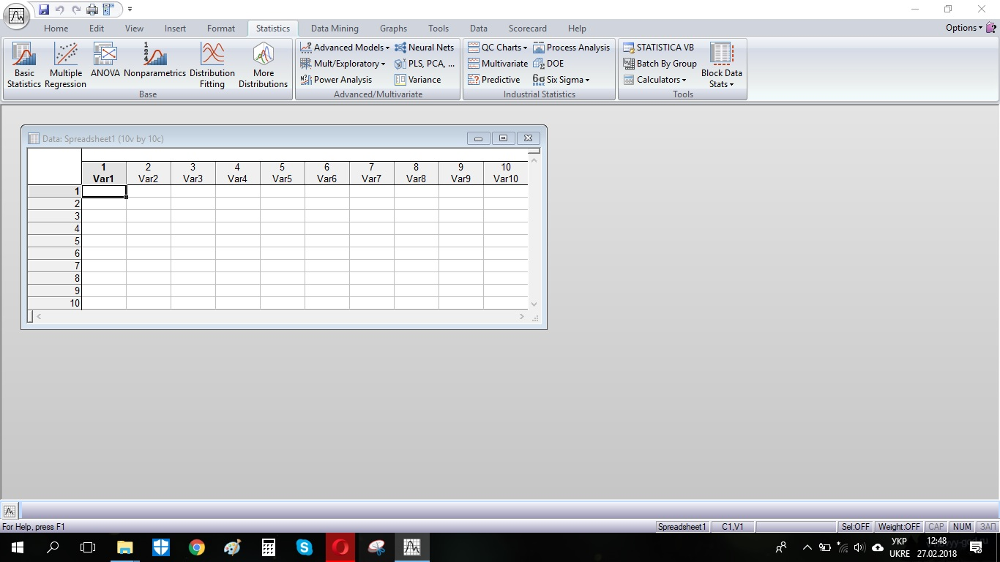 Home Edit View Insert Format Statistics Data Mining Graphs Tools Data Scorecard Help Options
Basic Statistics
Multiple Regression
ANOVA
Nonparametrics
Distribution Fitting
More Distributions
Base
Advanced Models
Mult/Exploratory
Power Analysis
Neural Nets
PLS, PCA, ...
Variance
Advanced/Multivariate
QC Charts
Multivariate
Predictive
Process Analysis
DOE
Six Sigma
Industrial Statistics
STATISTICA VB
Batch By Group
Calculators
Block Data Stats
Tools
Data: Spreadsheet1 (10v by 10c)
1 2 3 4 5 6 7 8 9 10
Var1 Var2 Var3 Var4 Var5 Var6 Var7 Var8 Var9 Var10
1
2
3
4
5
6
7
8
9
10
For Help, press F1 Spreadsheet1 C1,V1 Sel:OFF Weight:OFF CAP NUM ЗАП
УКР 12:48
UKRE 27.02.2018